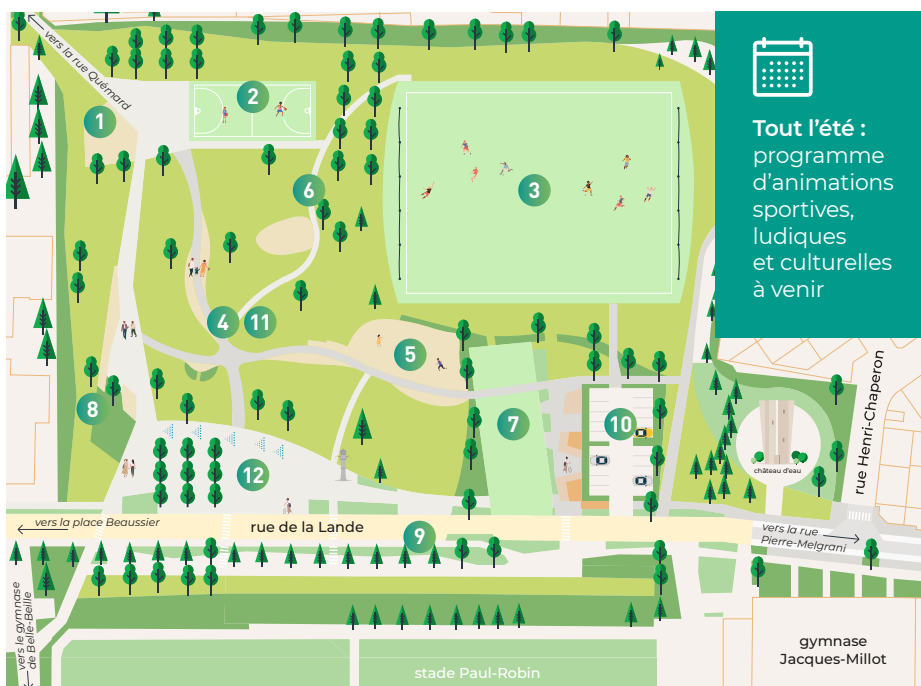 vers la rue Quémard
1
2
3
6
4
11
5
8
7
10
12
9
Tout l'été :
programme
d'animations
sportives,
ludiques
et culturelles
à venir
rue Henri-Chaperon
château d'eau
vers la place Beaussier
rue de la Lande
vers la rue
Pierre-Melgrani
vers le gymnase
de Belle-Beille
stade Paul-Robin
gymnase
Jacques-Millot